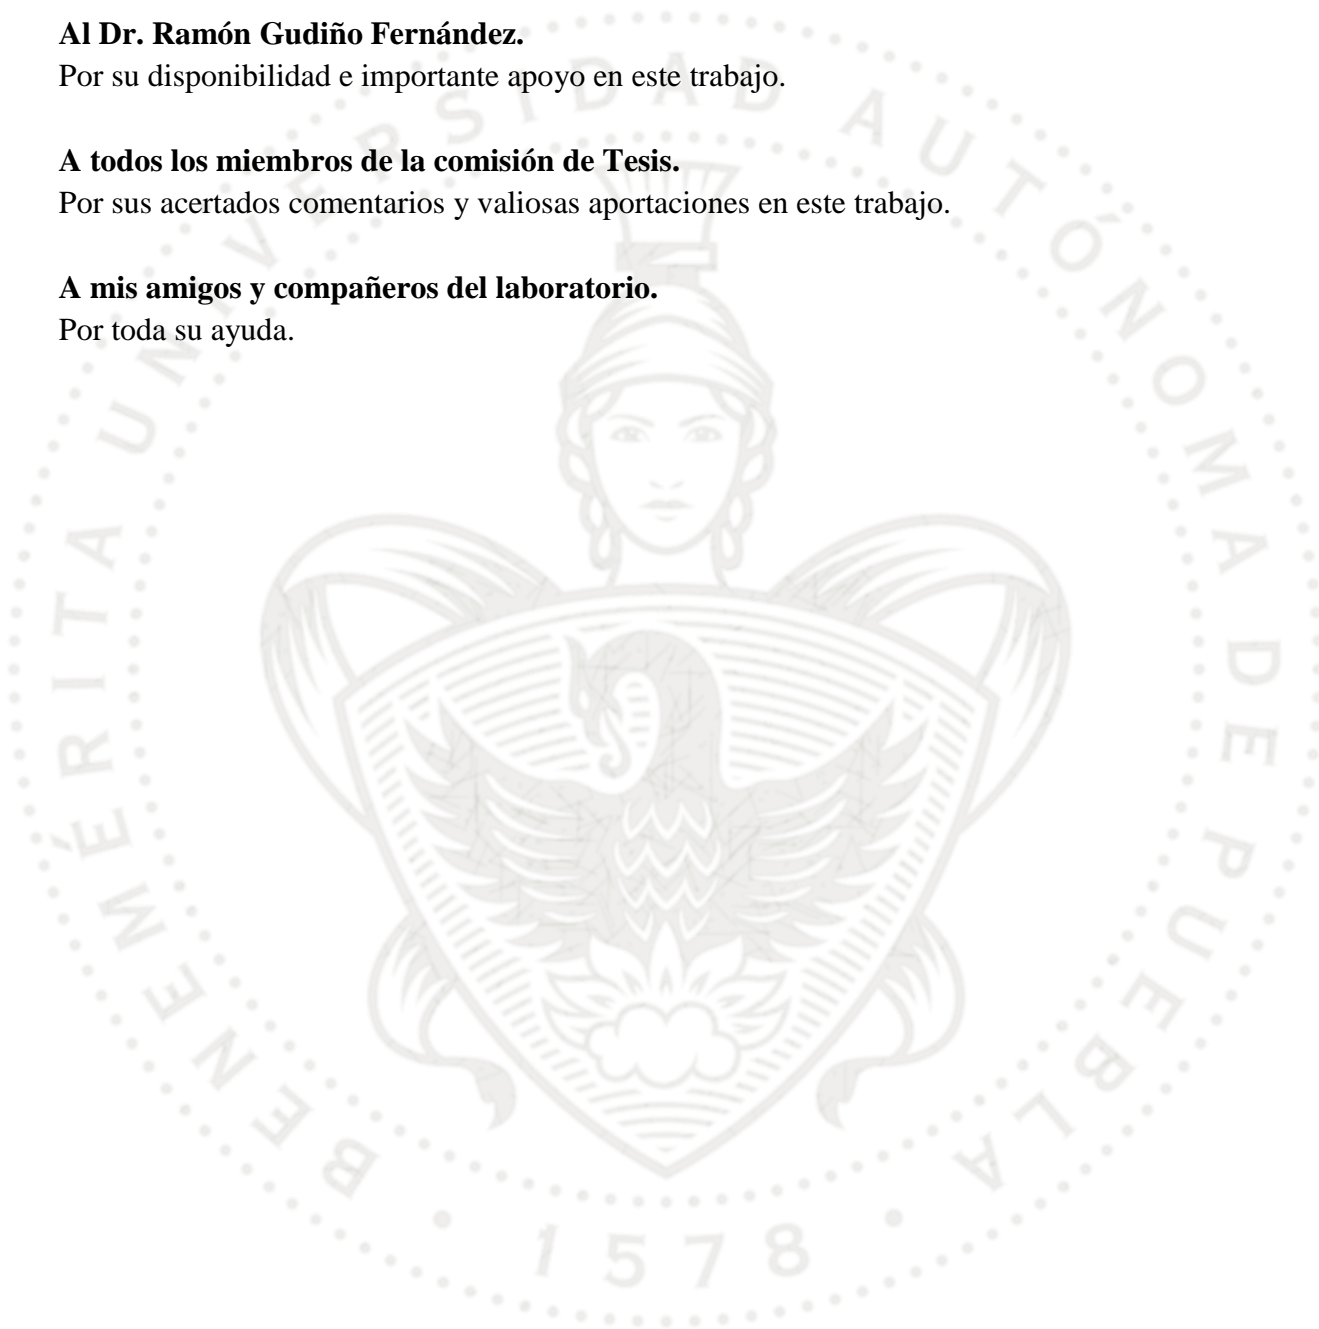 Al Dr. Ramón Gudiño Fernández.
Por su disponibilidad e importante apoyo en este trabajo.
A todos los miembros de la comisión de Tesis.
Por sus acertados comentarios y valiosas aportaciones en este trabajo.
A mis amigos y compañeros del laboratorio.
Por toda su ayuda.
BENEMÉRITA UNIVERSIDAD AUTÓNOMA DE PUEBLA
• 1578 •